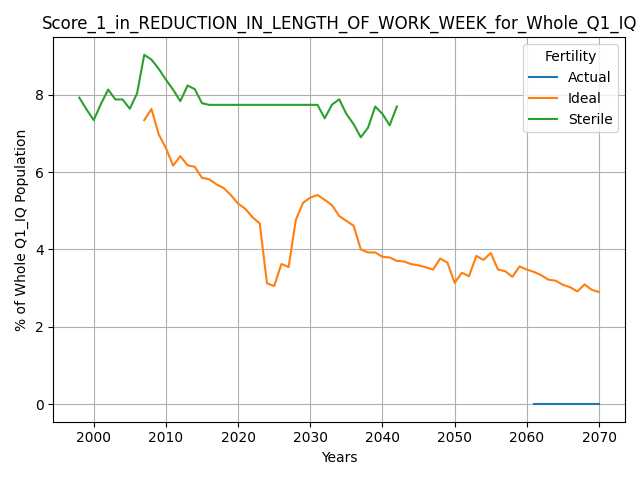 Score_1_in_REDUCTION_IN_LENGTH_OF_WORK_WEEK_for_Whole_Q1_IQ
Fertility
Actual
Ideal
Sterile
% of Whole Q1_IQ Population
8
6
4
2
0
2000 2010 2020 2030 2040 2050 2060 2070
Years